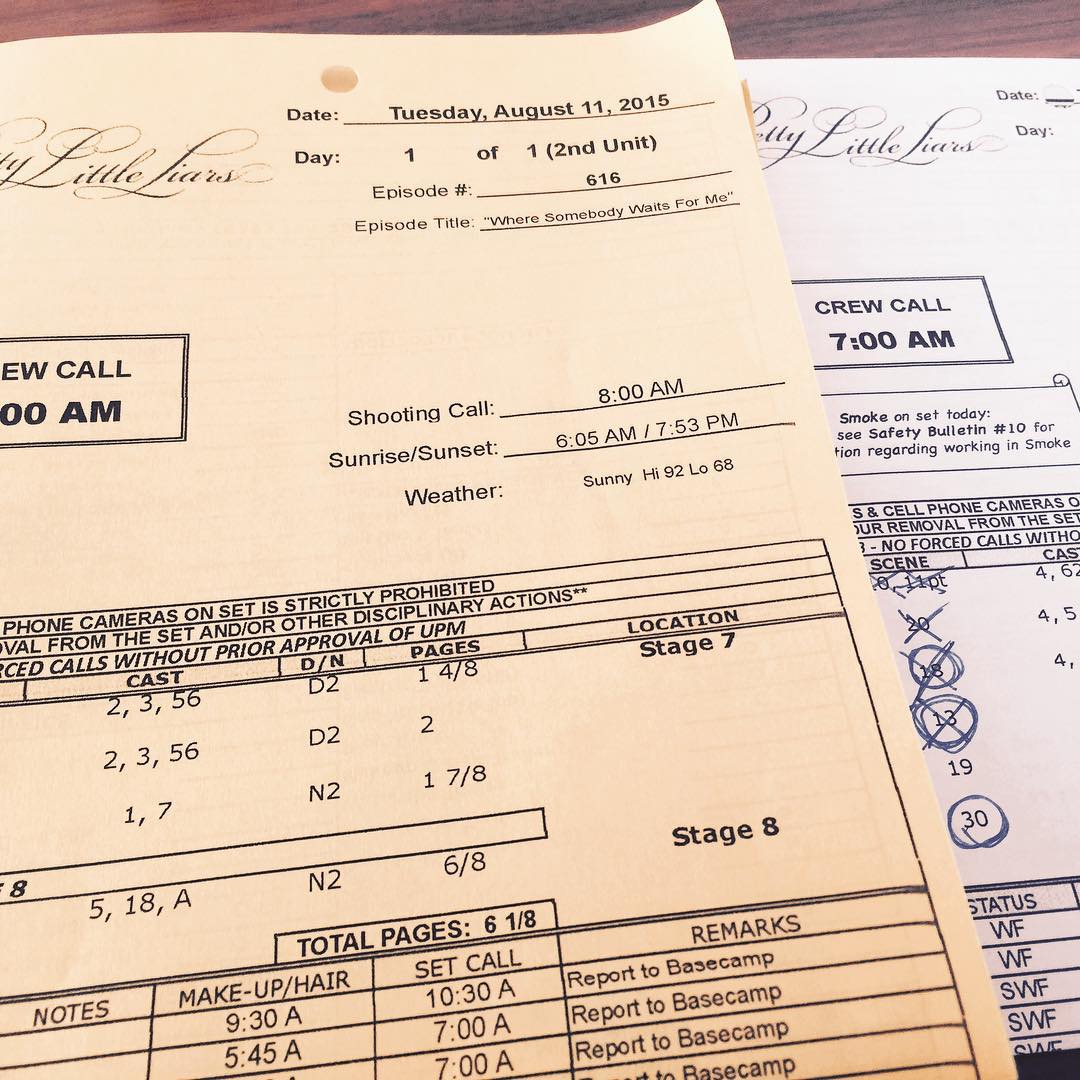 Little Liars
Date: Tuesday, August 11, 2015
Day: 1 of 1 (2nd Unit)
Episode #: 616
Episode Title: "Where Somebody Waits For Me"
EW CALL
00 AM
Shooting Call: 8:00 AM
Sunrise/Sunset: 6:05 AM / 7:53 PM
Weather: Sunny Hi 92 Lo 68
PHONE CAMERAS ON SET IS STRICTLY PROHIBITED
OVAL FROM THE SET AND/OR OTHER DISCIPLINARY ACTIONS**
RCED CALLS WITHOUT PRIOR APPROVAL OF UPM
CAST D/N PAGES LOCATION
2, 3, 56 D2 1 4/8 Stage 7
2, 3, 56 D2 2
1, 7 N2 1 7/8
8
5, 18, A N2 6/8 Stage 8
TOTAL PAGES: 6 1/8
NOTES MAKE-UP/HAIR SET CALL REMARKS
9:30 A 10:30 A Report to Basecamp
5:45 A 7:00 A Report to Basecamp
7:00 A Report to Basecamp
Report to Basecamp
Little Liars
Date:
Day:
CREW CALL
7:00 AM
Smoke on set today:
see Safety Bulletin #10 for
tion regarding working in Smoke
S & CELL PHONE CAMERAS O
OUR REMOVAL FROM THE SET
- NO FORCED CALLS WITHO
SCENE CAS
11pt 4, 62
20 4, 5
18 4,
13
19
30
STATUS
WF
WF
SWF
SWF
SWF